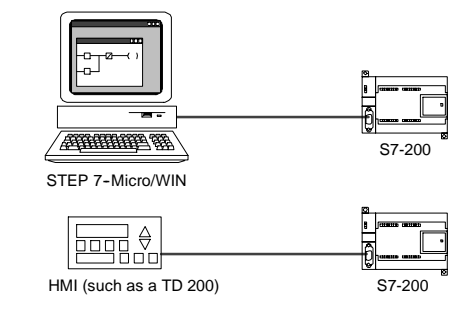 S7-200
STEP 7-Micro/WIN
HMI (such as a TD 200)
S7-200